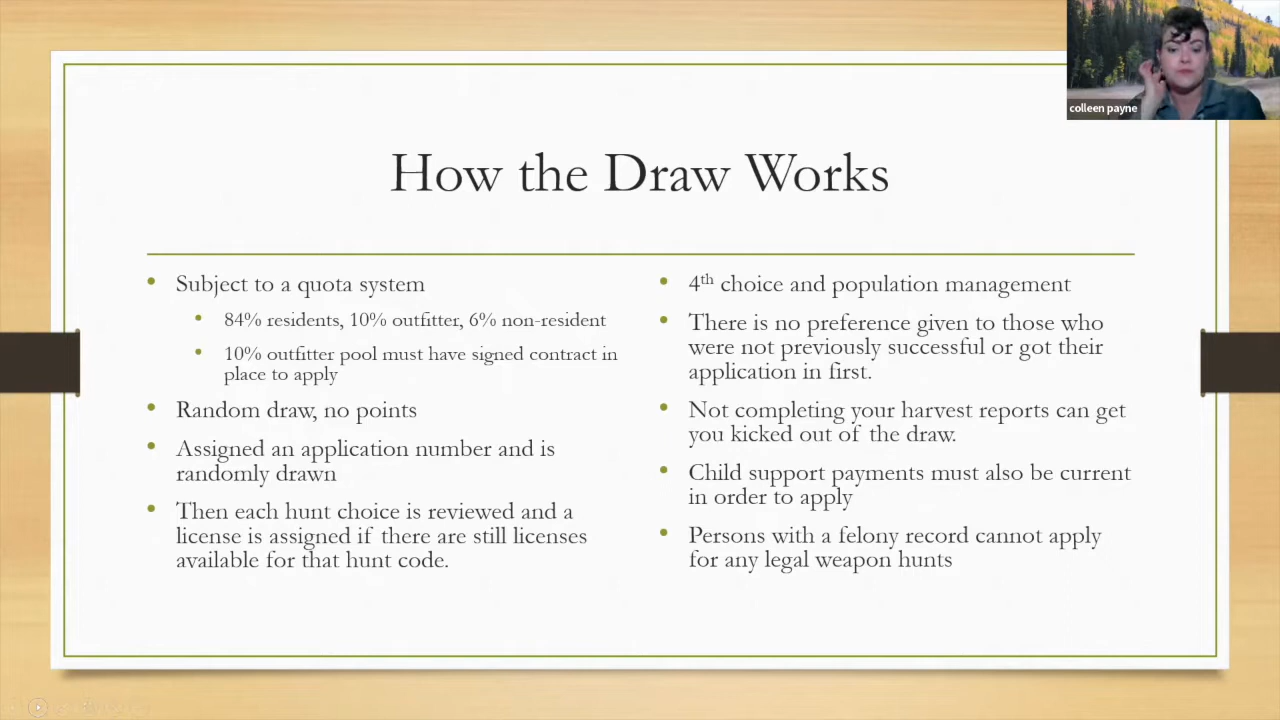 colleen payne
How the Draw Works
• Subject to a quota system
• 84% residents, 10% outfitter, 6% non-resident
• 10% outfitter pool must have signed contract in
place to apply
• Random draw, no points
• Assigned an application number and is
randomly drawn
• Then each hunt choice is reviewed and a
license is assigned if there are still licenses
available for that hunt code.
• 4th choice and population management
• There is no preference given to those who
were not previously successful or got their
application in first.
• Not completing your harvest reports can get
you kicked out of the draw.
• Child support payments must also be current
in order to apply
• Persons with a felony record cannot apply
for any legal weapon hunts